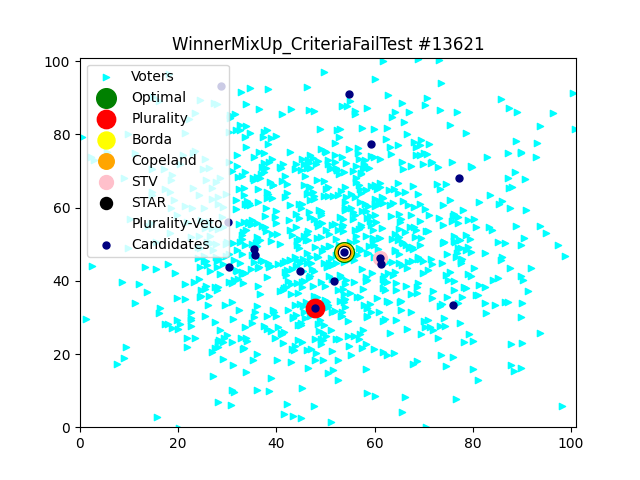 WinnerMixUp_CriteriaFailTest #13621
100
80
60
40
20
0
Voters
Optimal
Plurality
Borda
Copeland
STV
STAR
Plurality-Veto
Candidates
0 20 40 60 80 100